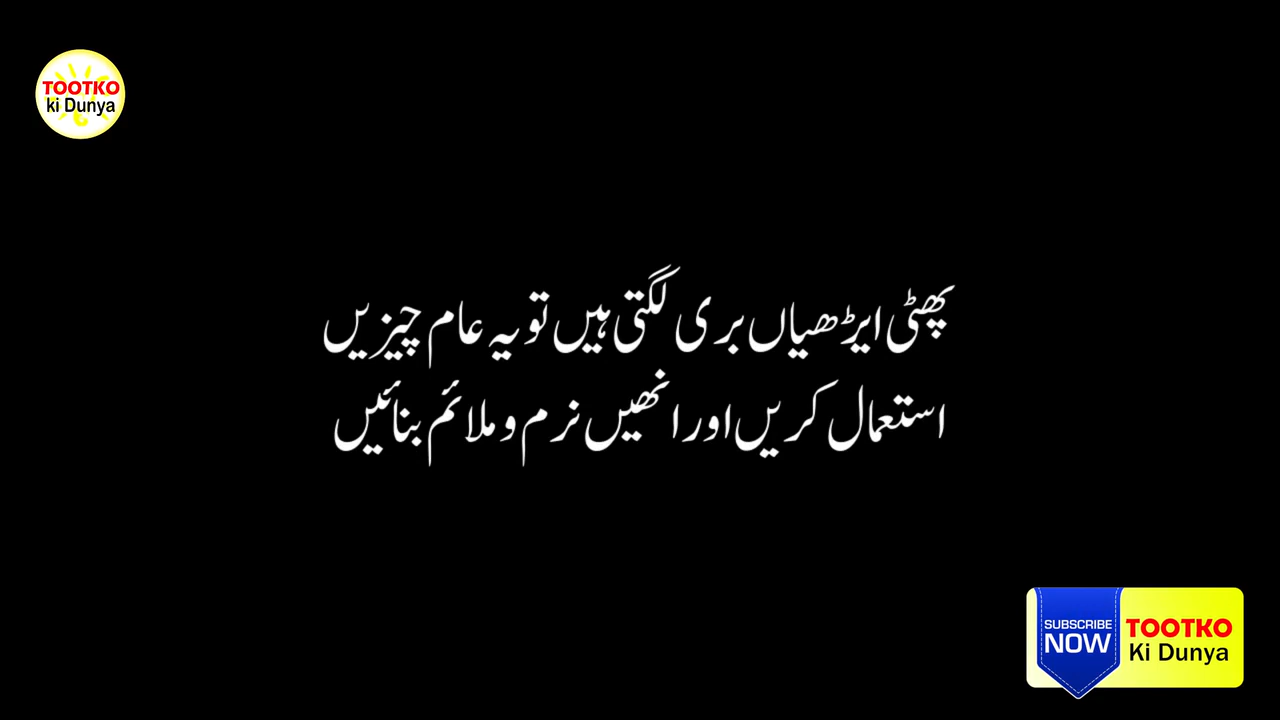 TOOTKO
ki Dunya
پھٹی ایڑھیاں بری لگتی ہیں تو یہ عام چیزیں
استعمال کریں اور انھیں نرم و ملائم بنائیں
SUBSCRIBE
NOW
TOOTKO
Ki Dunya